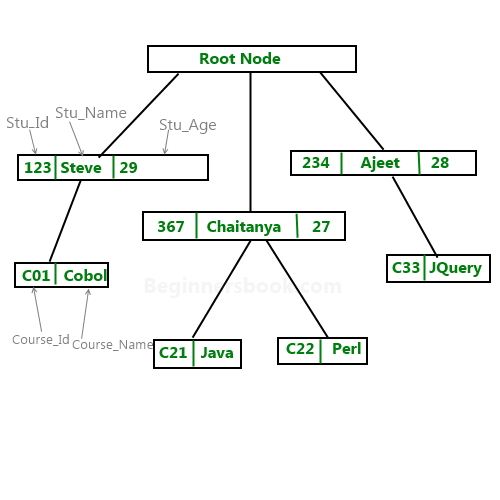 Root Node
Stu_Id
Stu_Name
Stu_Age
123 Steve 29
234 Ajeet 28
367 Chaitanya 27
C01 Cobol
C33 JQuery
Beginnersbook.com
Course_Id
Course_Name
C21 Java
C22 Perl